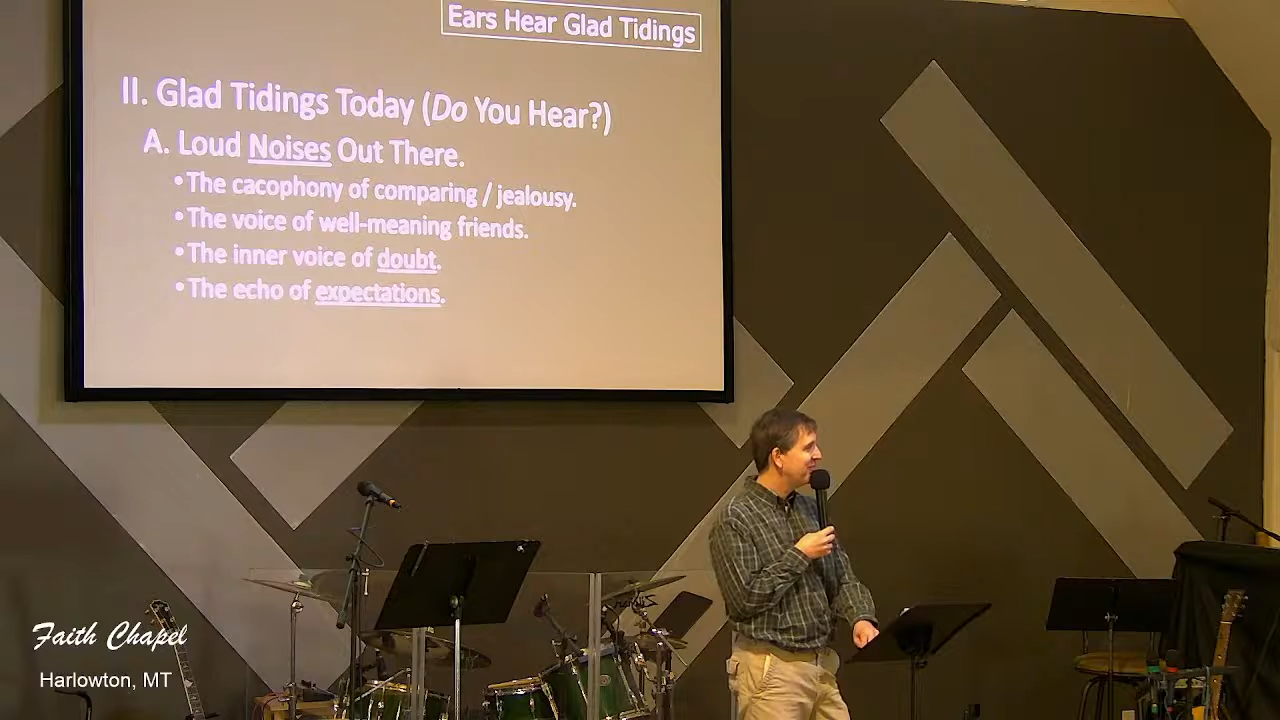 Ears Hear Glad Tidings
II. Glad Tidings Today (Do You Hear?)
A. Loud Noises Out There.
•The cacophony of comparing / jealousy.
•The voice of well-meaning friends.
•The inner voice of doubt.
•The echo of expectations.
Faith Chapel
Harlowton, MT